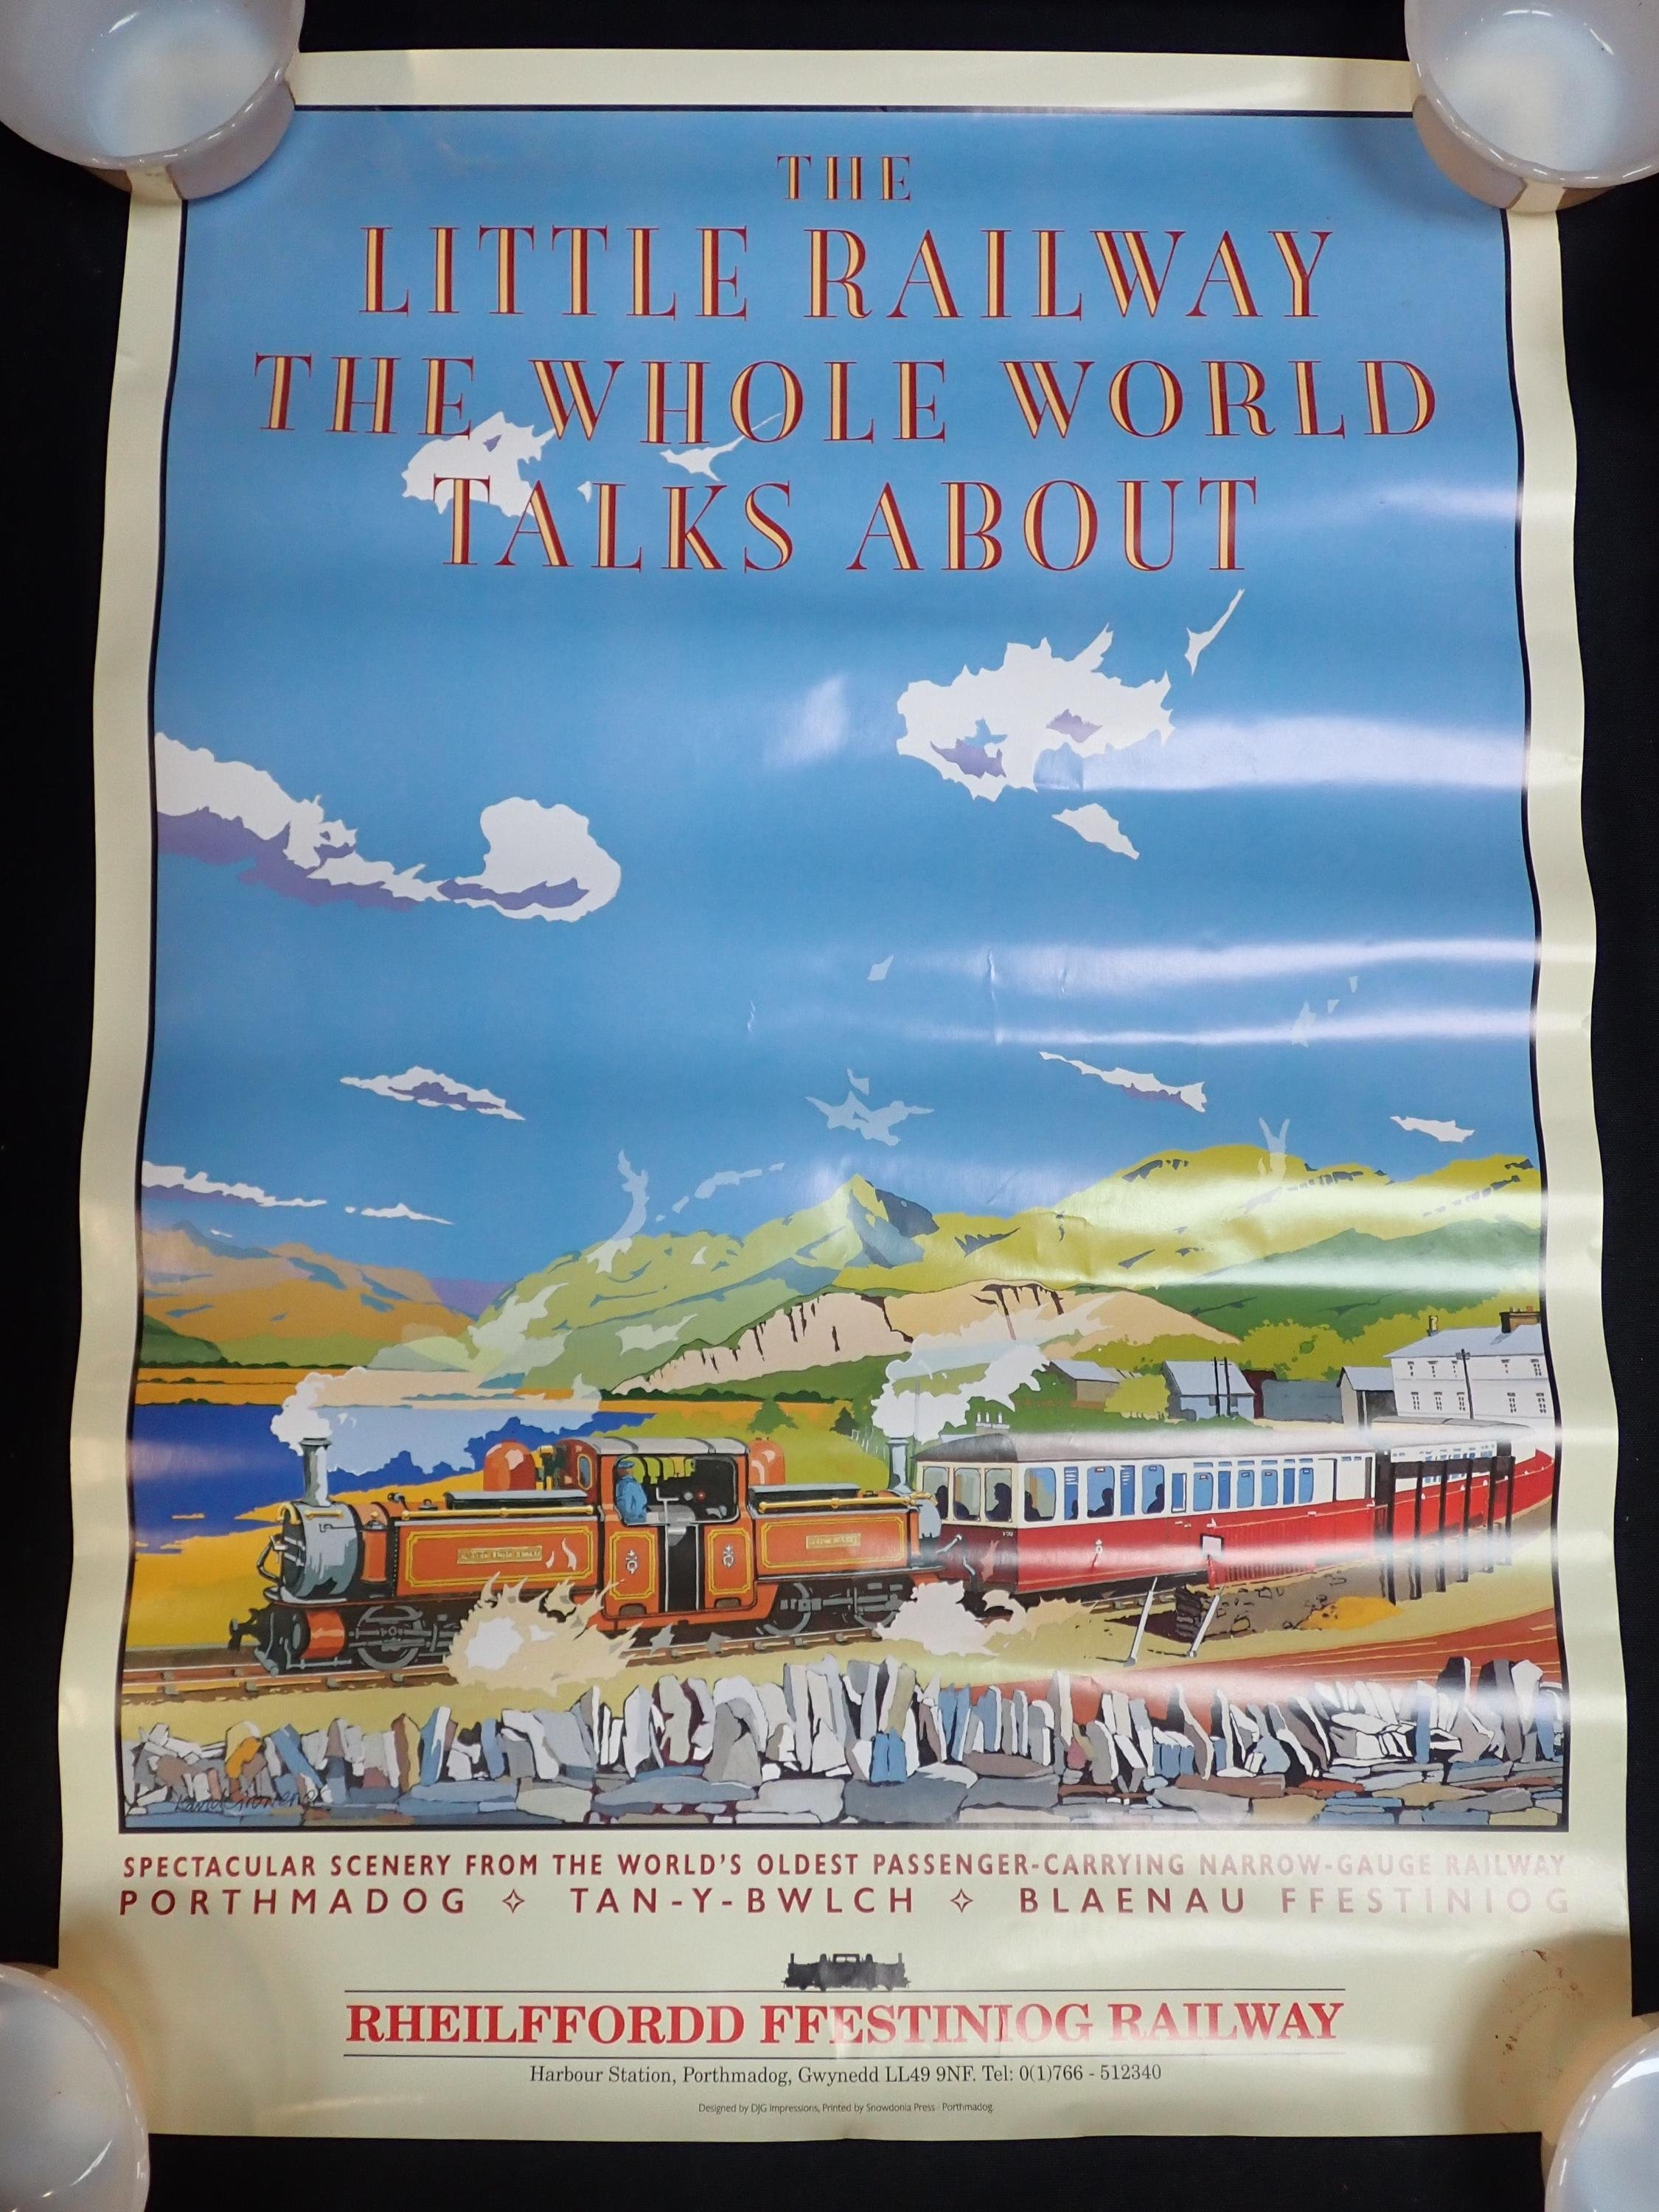 THE
LITTLE RAILWAY
THE WHOLE WORLD
TALKS ABOUT
SPECTACULAR SCENERY FROM THE WORLD'S OLDEST PASSENGER-CARRYING NARROW-GAUGE RAILWAY
PORTHMADOG ✧ TAN-Y-BWLCH ✧ BLAENAU FFESTINIOG
RHEILFFORDD FFESTINIOG RAILWAY
Harbour Station, Porthmadog, Gwynedd LL49 9NF. Tel: 0(1)766 - 512340
Designed by DJG Impressions, Printed by Snowdonia Press Porthmadog.